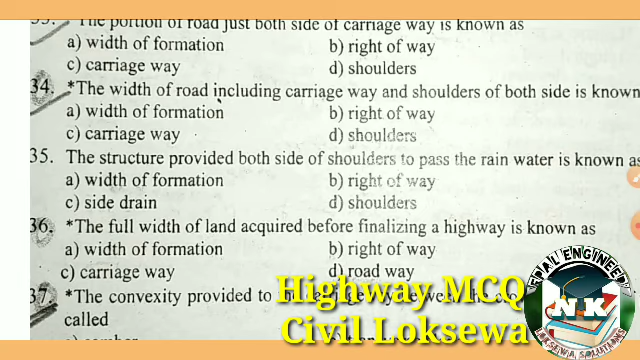 33. The portion of road just both side of carriage way is known as
a) width of formation b) right of way
c) carriage way d) shoulders
34. *The width of road including carriage way and shoulders of both side is known
a) width of formation b) right of way
c) carriage way d) shoulders
35. The structure provided both side of shoulders to pass the rain water is known as
a) width of formation b) right of way
c) side drain d) shoulders
36. *The full width of land acquired before finalizing a highway is known as
a) width of formation b) right of way
c) carriage way d) road way
37. *The convexity provided to the
called
Highway MCQ
Civil Loksewa
NEPAL ENGINEER
NK
LOKSEWA SOLUTIONS